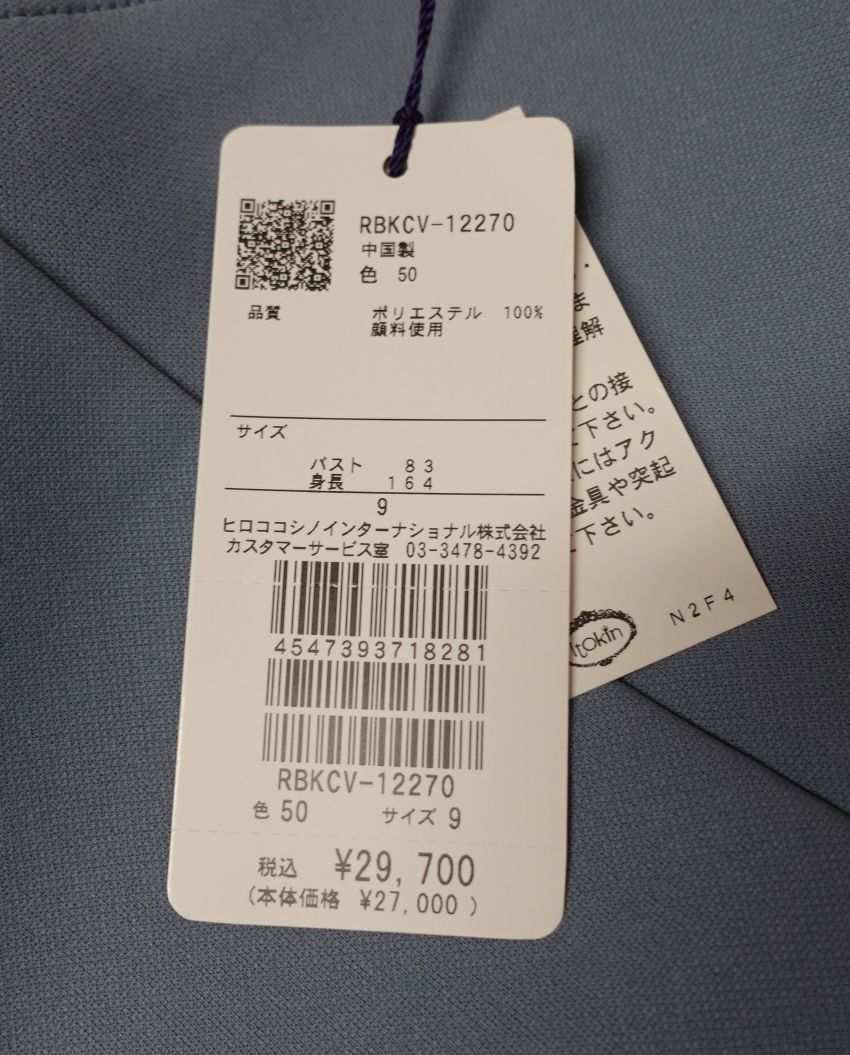 RBKCV-12270
中国製
色 50
品質 ポリエステル 100%
顔料使用
サイズ
バスト 83
身長 164
9
ヒロココシノインターナショナル株式会社
カスタマーサービス室 03-3478-4392
4547393718281
RBKCV-12270
色 50 サイズ 9
税込 ¥29,700
(本体価格 ¥27,000 )
ま
理解
との接
下さい。
にはアク
金具や突起
下さい。
N2F4
Itokin